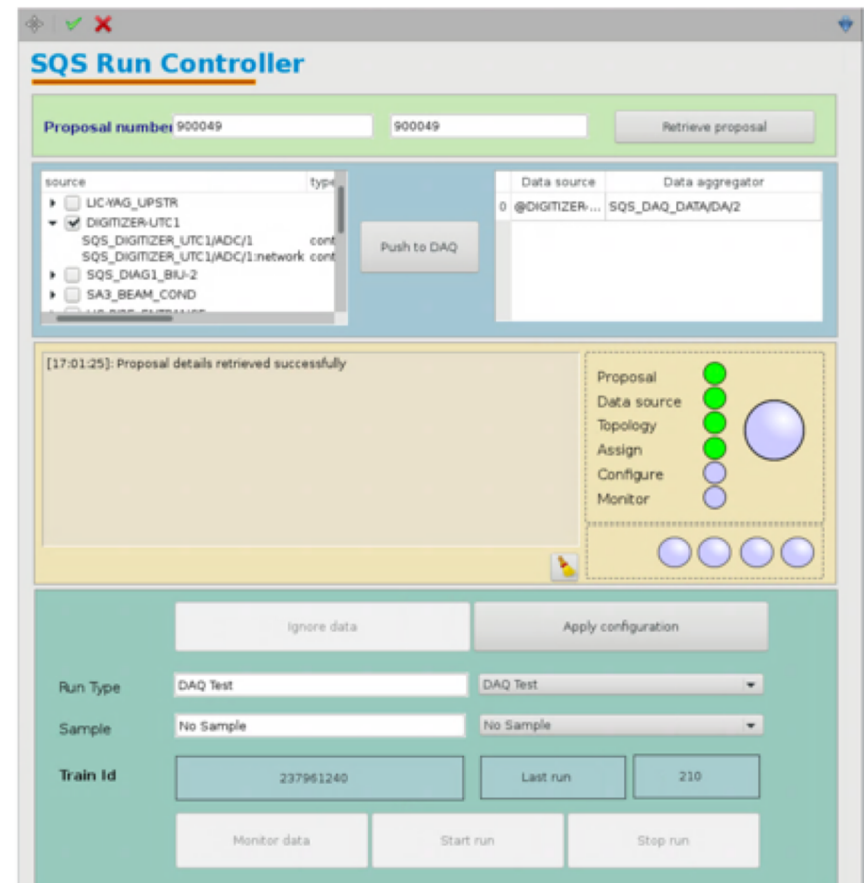 SQS Run Controller
Proposal number 900049 900049 Retrieve proposal
source type
LIC-YAG_UPSTR
DIGITIZER-UTC1
SQS_DIGITIZER_UTC1/ADC/1 cont
SQS_DIGITIZER_UTC1/ADC/1:network cont
SQS_DIAG1_BIU-2
SA3_BEAM_COND
Push to DAQ
Data source Data aggregator
0 @DIGITIZER-... SQS_DAQ_DATA/DA/2
[17:01:25]: Proposal details retrieved successfully
Proposal
Data source
Topology
Assign
Configure
Monitor
Ignore data Apply configuration
Run Type DAQ Test DAQ Test
Sample No Sample No Sample
Train Id 237961240 Last run 210
Monitor data Start run Stop run